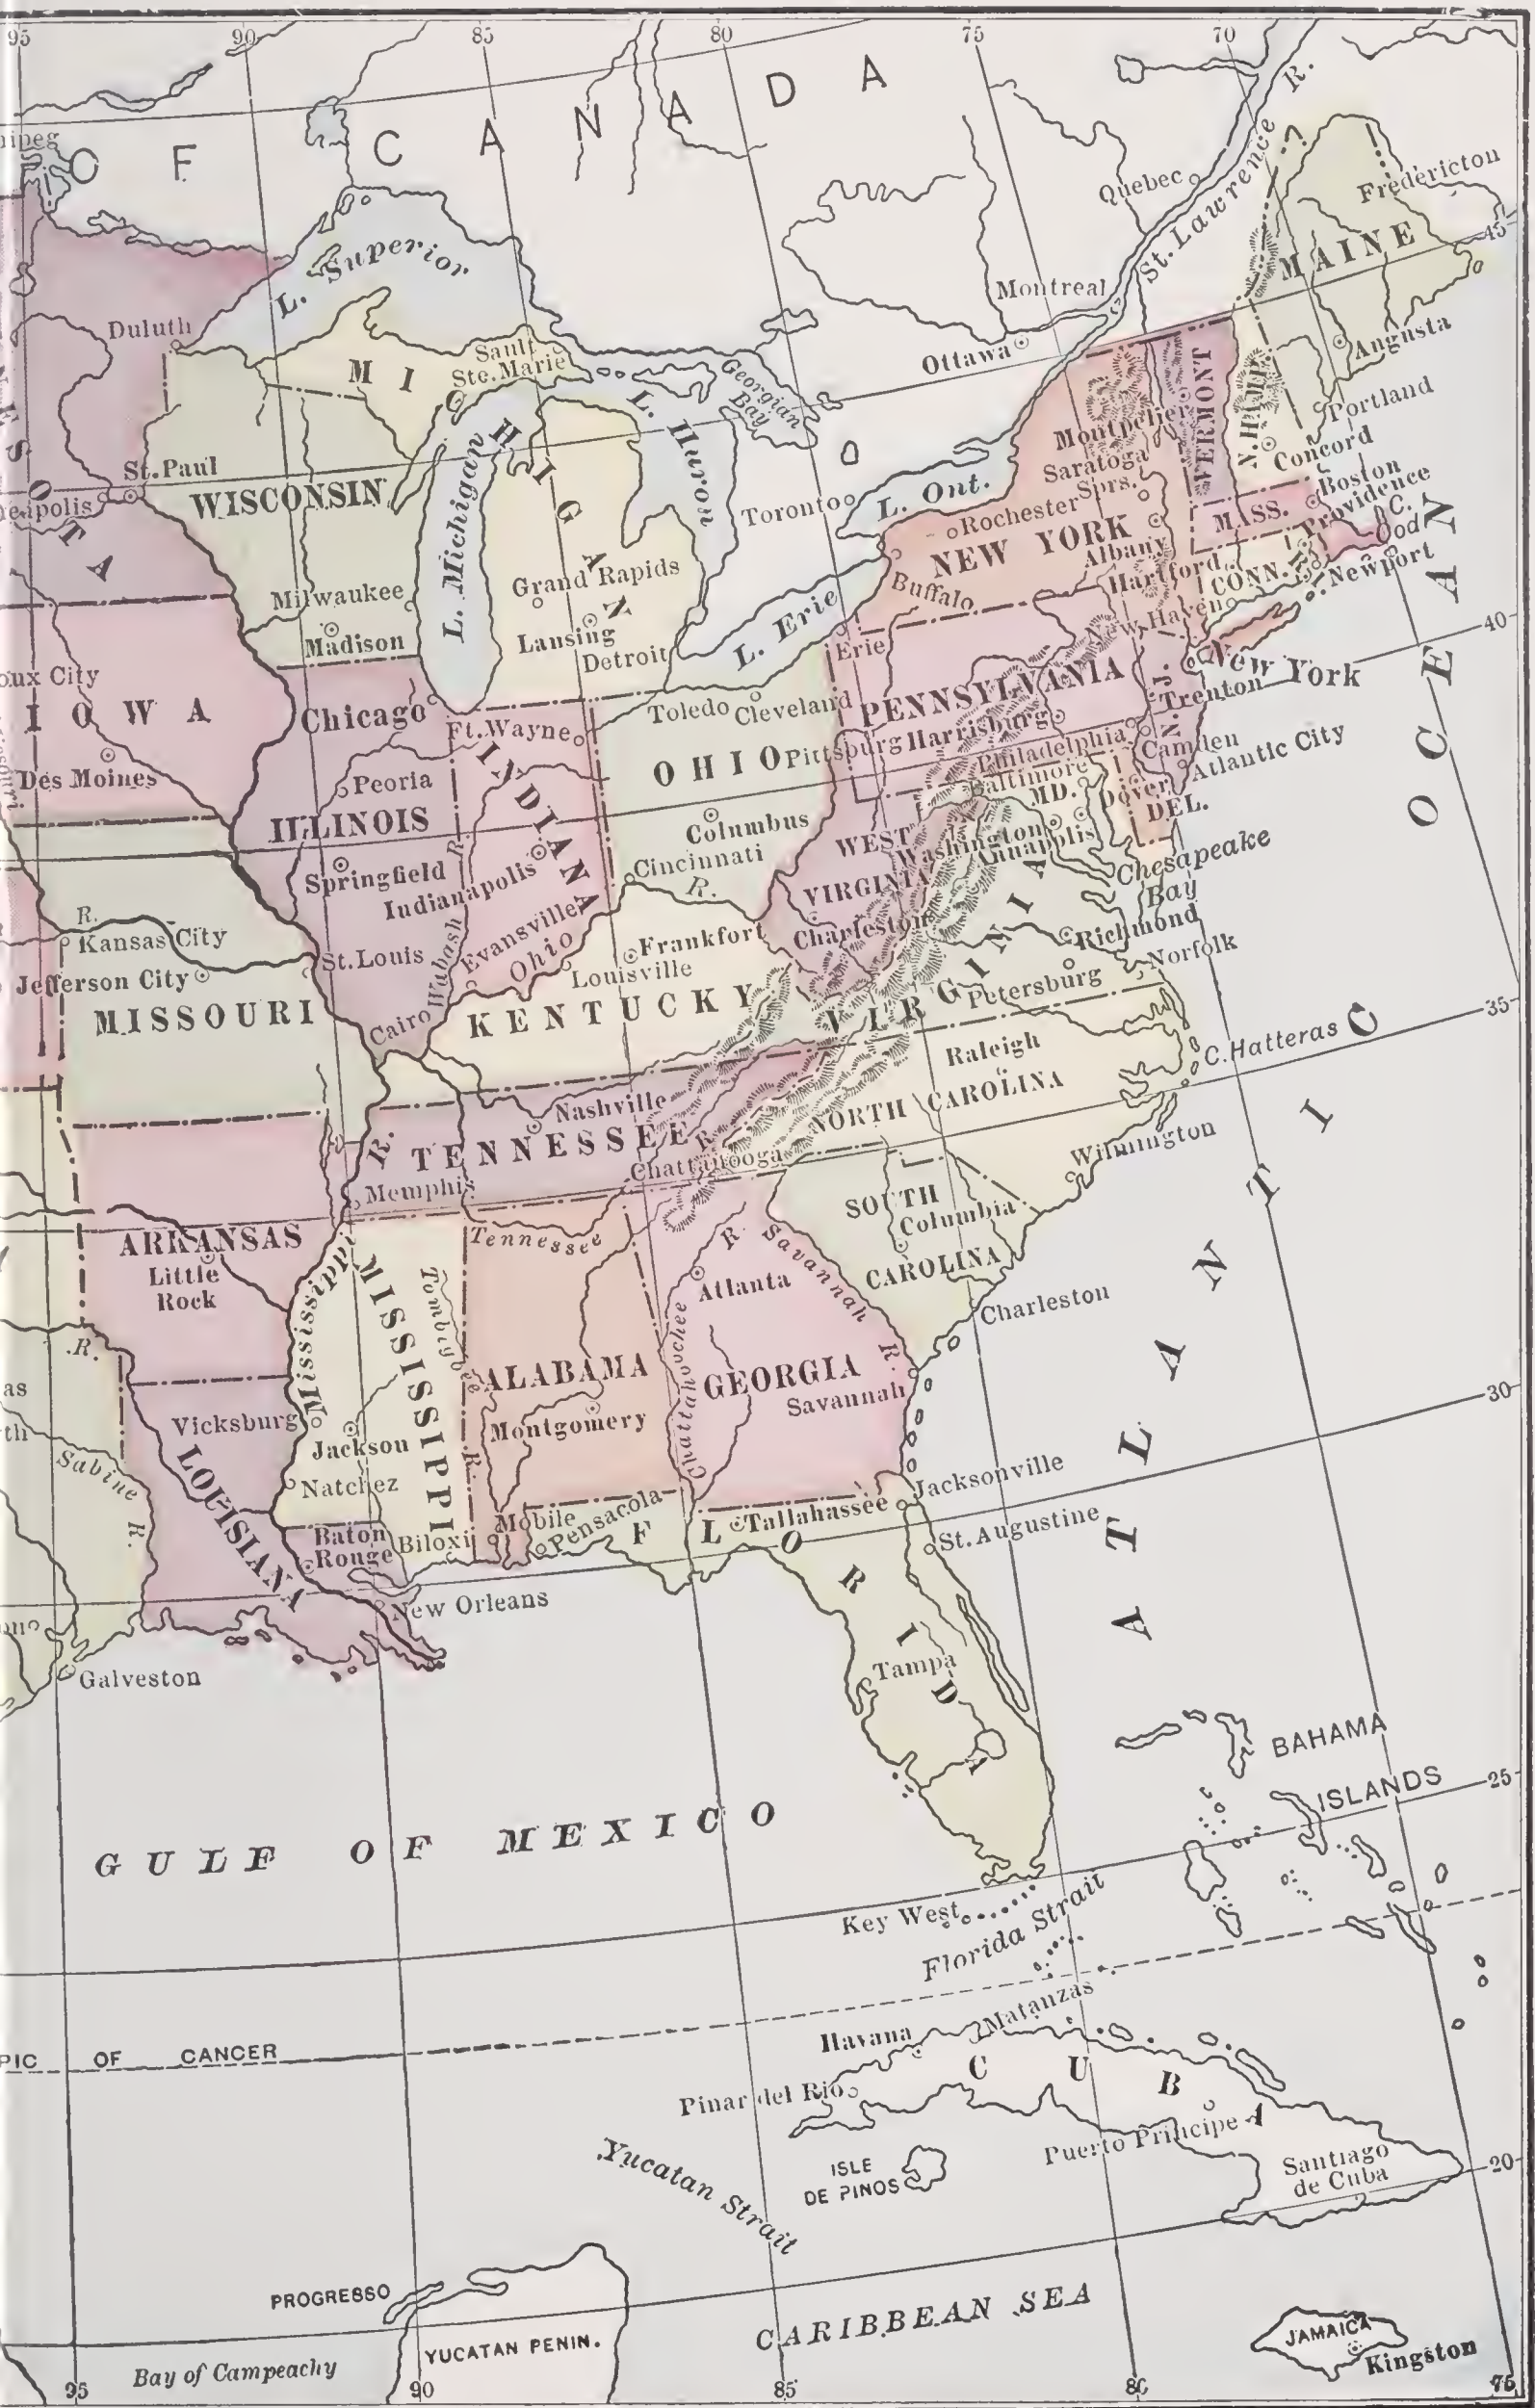 95 90 85 80 75 70
OF CANADA
St. Lawrence R.
Quebec
Fredericton
45
MAINE
L. Superior
Montreal
Duluth
Ottawa
Augusta
Sault
Ste. Marie
MICHIGAN
Georgian
Bay
L. Huron
VERMONT
N. HAMP.
Portland
Montpelier
Concord
St. Paul
Saratoga
Sprs.
Boston
WISCONSIN
L. Michigan
Toronto
L. Ont.
Rochester
MASS.
Providence
C.
Cod
NEW YORK
Albany
Grand Rapids
Hartford
CONN.
Newport
Buffalo
Milwaukee
New Haven
Lansing
L. Erie
Madison
Detroit
Erie
40
New York
PENNSYLVANIA
Trenton
N. J.
IOWA
Chicago
Toledo
Cleveland
Ft. Wayne
Pittsburg
Harrisburg
Philadelphia
Camden
Atlantic City
OHIO
Des Moines
Peoria
INDIANA
Baltimore
MD.
Dover
DEL.
ILLINOIS
Columbus
WEST
VIRGINIA
Washington
Annapolis
Springfield
Indianapolis
Cincinnati
R.
Chesapeake
Bay
Evansville
Wabash R.
Ohio
R.
Kansas City
St. Louis
Frankfort
Charleston
Richmond
Norfolk
Jefferson City
Louisville
VIRGINIA
Petersburg
MISSOURI
Cairo
KENTUCKY
35
Raleigh
C. Hatteras
Nashville
NORTH CAROLINA
R.
TENNESSEE
R.
Chattanooga
Wilmington
Memphis
SOUTH
CAROLINA
Columbia
ARKANSAS
Tennessee
Little
Rock
Mississippi
MISSISSIPPI
Tombigbee
R.
Atlanta
R.
Savannah R.
Charleston
R.
ALABAMA
Chattahoochee
GEORGIA
30
Vicksburg
Montgomery
Savannah
Jackson
Sabine
R.
LOUISIANA
Natchez
Jacksonville
Baton
Rouge
Biloxi
Mobile
Pensacola
Tallahassee
FLORIDA
St. Augustine
New Orleans
ATLANTIC OCEAN
Galveston
Tampa
BAHAMA
ISLANDS
25
GULF OF MEXICO
Key West
Florida Strait
OF CANCER
Matanzas
Havana
CUBA
Pinar del Rio
Puerto Principe
ISLE
DE PINOS
Santiago
de Cuba
20
Yucatan Strait
PROGRESSO
YUCATAN PENIN.
CARIBBEAN SEA
JAMAICA
Kingston
Bay of Campeachy
95 90 85 80 75